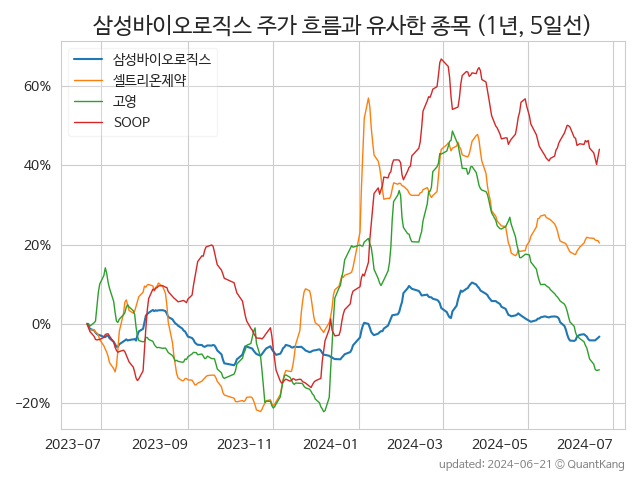 삼성바이오로직스 주가 흐름과 유사한 종목 (1년, 5일선)
삼성바이오로직스
셀트리온제약
고영
SOOP
60%
40%
20%
0%
−20%
2023-07 2023-09 2023-11 2024-01 2024-03 2024-05 2024-07
updated: 2024-06-21 © QuantKang